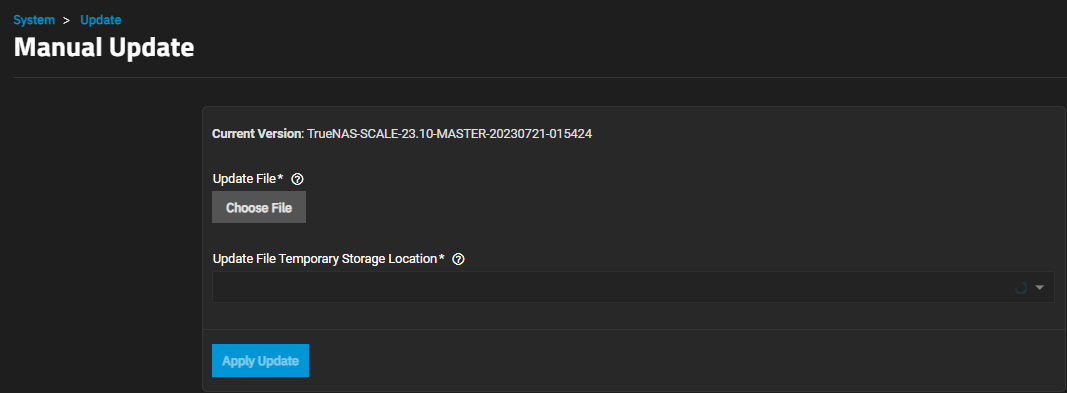 System > Update
Manual Update
Current Version: TrueNAS-SCALE-23.10-MASTER-20230721-015424
Update File* ?
Choose File
Update File Temporary Storage Location* ?
Apply Update